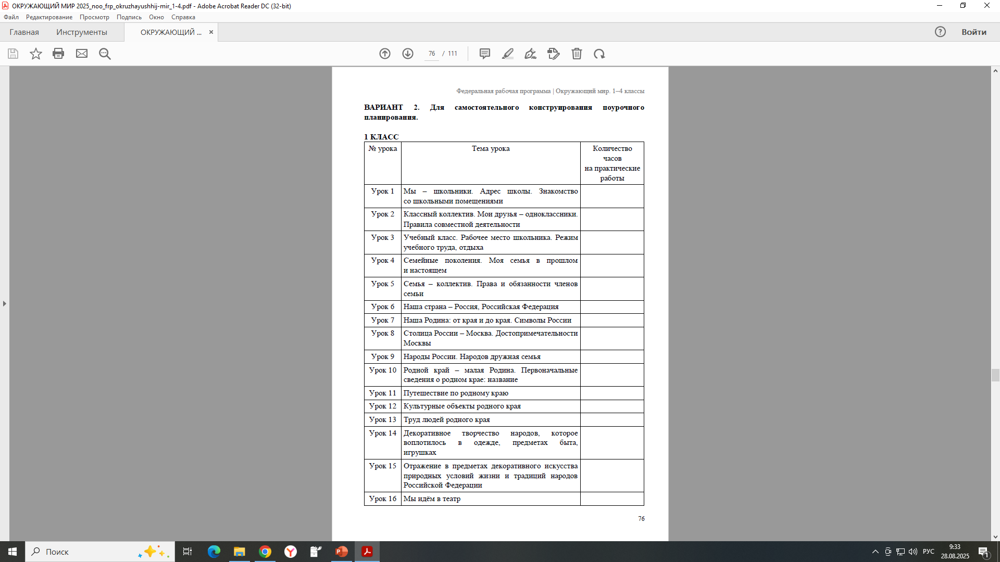 ОКРУЖАЮЩИЙ МИР 2025_noo_frp_okruzhayushhij-mir_1-4.pdf - Adobe Acrobat Reader DC (32-bit)
Файл Редактирование Просмотр Подпись Окно Справка
Главная Инструменты ОКРУЖАЮЩИЙ ... × ? Войти
76 / 111
Федеральная рабочая программа | Окружающий мир. 1–4 классы
ВАРИАНТ 2. Для самостоятельного конструирования поурочного
планирования.
1 КЛАСС
№ урока Тема урока Количество
часов
на практические
работы
Урок 1 Мы – школьники. Адрес школы. Знакомство
со школьными помещениями
Урок 2 Классный коллектив. Мои друзья – одноклассники.
Правила совместной деятельности
Урок 3 Учебный класс. Рабочее место школьника. Режим
учебного труда, отдыха
Урок 4 Семейные поколения. Моя семья в прошлом
и настоящем
Урок 5 Семья – коллектив. Права и обязанности членов
семьи
Урок 6 Наша страна – Россия, Российская Федерация
Урок 7 Наша Родина: от края и до края. Символы России
Урок 8 Столица России – Москва. Достопримечательности
Москвы
Урок 9 Народы России. Народов дружная семья
Урок 10 Родной край – малая Родина. Первоначальные
сведения о родном крае: название
Урок 11 Путешествие по родному краю
Урок 12 Культурные объекты родного края
Урок 13 Труд людей родного края
Урок 14 Декоративное творчество народов, которое
воплотилось в одежде, предметах быта,
игрушках
Урок 15 Отражение в предметах декоративного искусства
природных условий жизни и традиций народов
Российской Федерации
Урок 16 Мы идём в театр
76
Поиск
РУС
9:33
28.08.2025
1